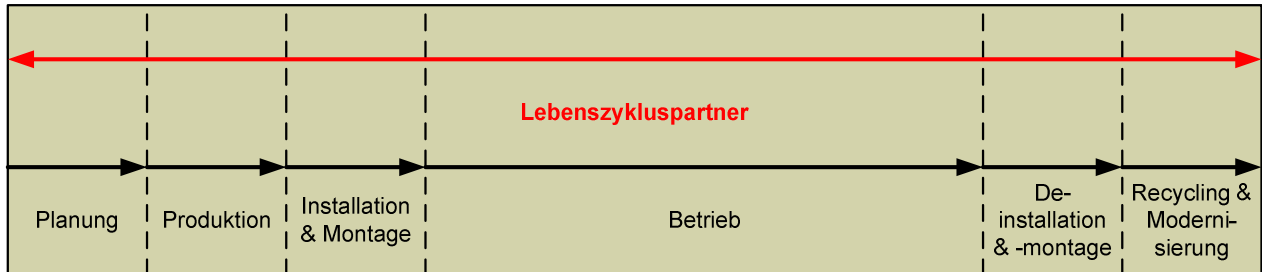 Lebenszykluspartner
Planung
Produktion
Installation
& Montage
Betrieb
De-
installation
& -montage
Recycling &
Moderni-
sierung